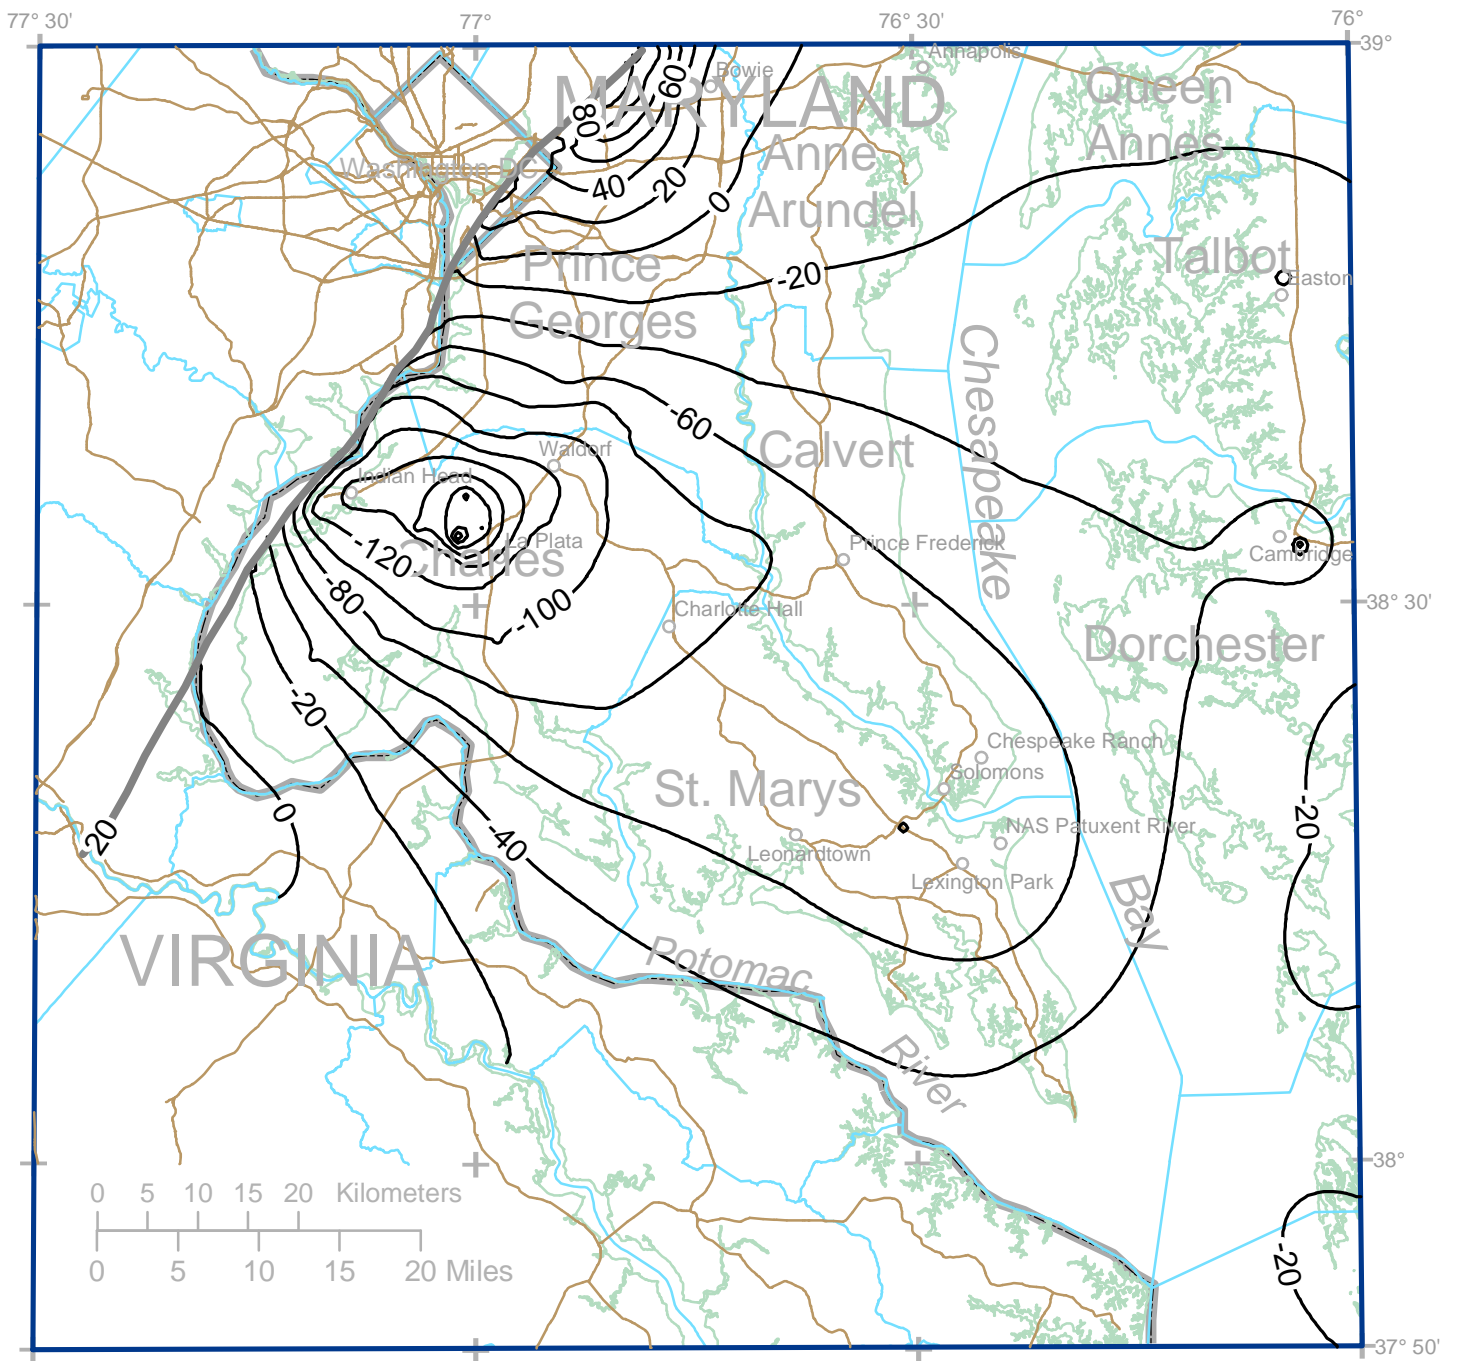 77° 30'
77°
76° 30'
76°
39°
Annapolis
Bowie
60
Queen
Annes
MARYLAND
80
Anne
Arundel
Washington DC
40
20
0
Prince
Georges
-20
Talbot
Easton
Chesapeake
-60
Calvert
Waldorf
Indian Head
La Plata
Charles
-120
Prince Frederick
Cambridge
-80
-100
Charlotte Hall
38° 30'
Dorchester
-20
Chespeake Ranch
Solomons
St. Marys
0
20
-40
-20
NAS Patuxent River
Leonardtown
Lexington Park
Bay
VIRGINIA
Potomac
River
38°
0 5 10 15 20 Kilometers
0 5 10 15 20 Miles
-20
37° 50'